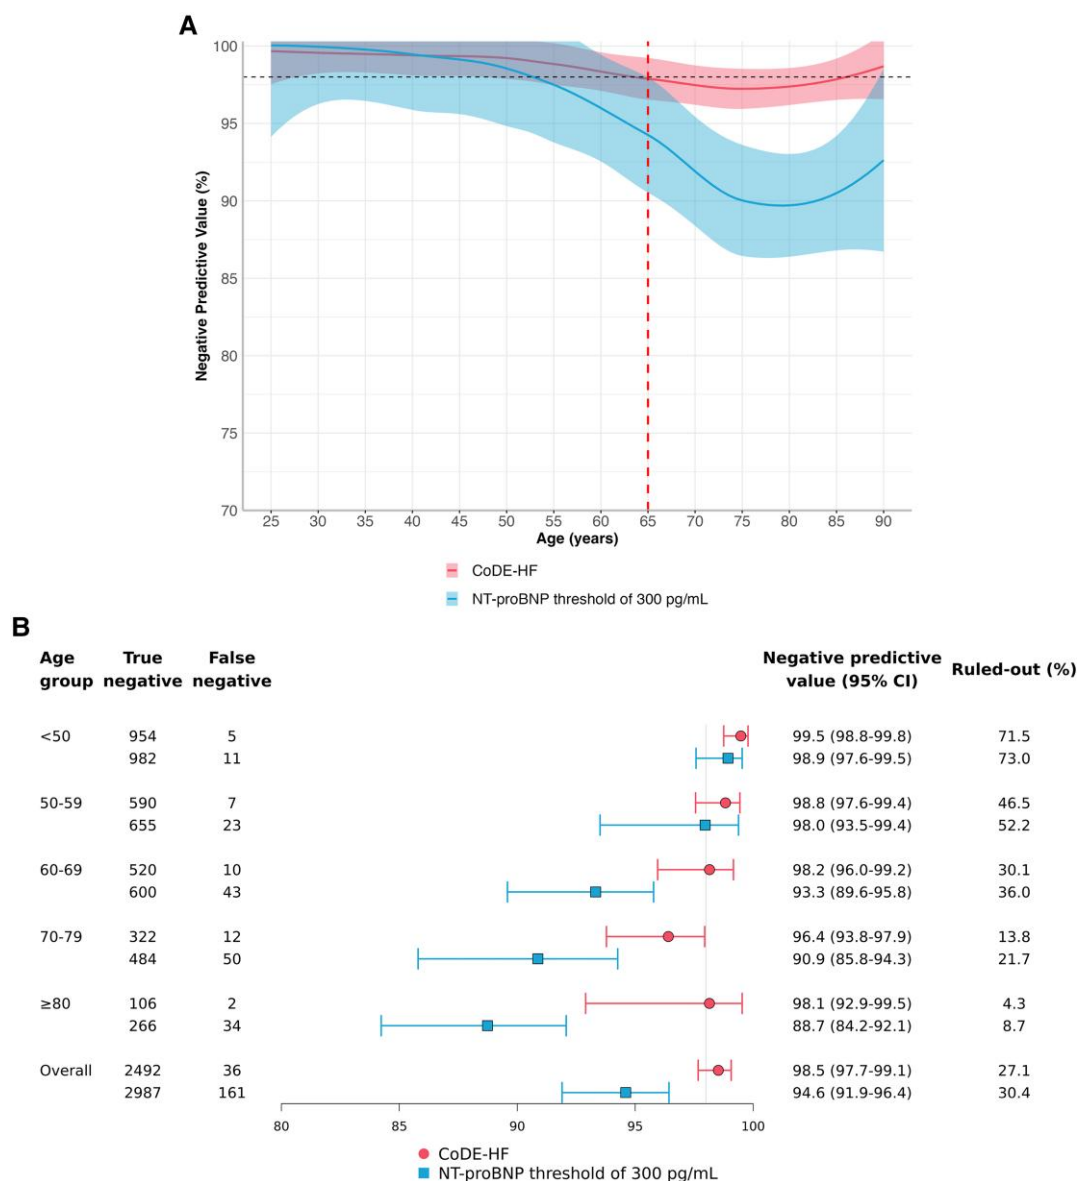 A
Negative Predictive Value (%)
100
95
90
85
80
75
70
25 30 35 40 45 50 55 60 65 70 75 80 85 90
Age (years)
CoDE-HF
NT-proBNP threshold of 300 pg/mL
B
Age group True negative False negative Negative predictive value (95% CI) Ruled-out (%)
<50 954 5 99.5 (98.8-99.8) 71.5
982 11 98.9 (97.6-99.5) 73.0
50-59 590 7 98.8 (97.6-99.4) 46.5
655 23 98.0 (93.5-99.4) 52.2
60-69 520 10 98.2 (96.0-99.2) 30.1
600 43 93.3 (89.6-95.8) 36.0
70-79 322 12 96.4 (93.8-97.9) 13.8
484 50 90.9 (85.8-94.3) 21.7
≥80 106 2 98.1 (92.9-99.5) 4.3
266 34 88.7 (84.2-92.1) 8.7
Overall 2492 36 98.5 (97.7-99.1) 27.1
2987 161 94.6 (91.9-96.4) 30.4
80 85 90 95 100
CoDE-HF
NT-proBNP threshold of 300 pg/mL